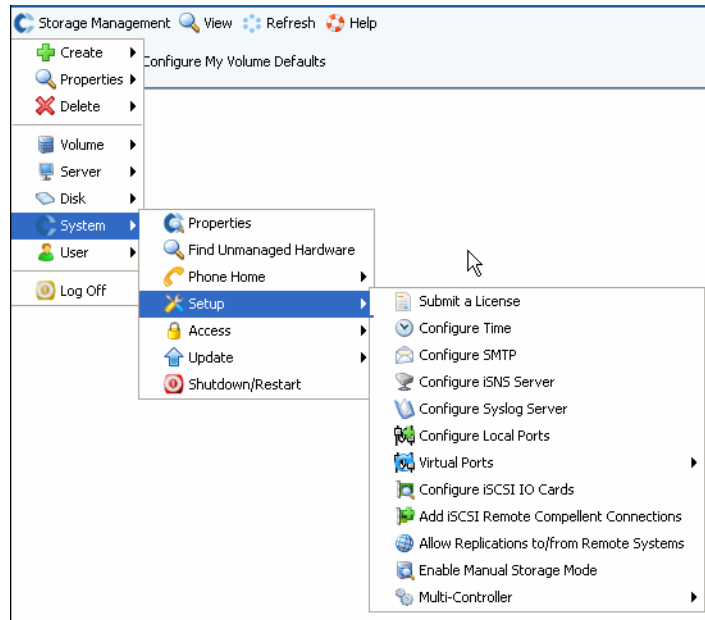 Storage Management View Refresh Help
Create
Configure My Volume Defaults
Properties
Delete
Volume
Server
Disk
System
User
Log Off
Properties
Find Unmanaged Hardware
Phone Home
Setup
Access
Update
Shutdown/Restart
Submit a License
Configure Time
Configure SMTP
Configure iSNS Server
Configure Syslog Server
Configure Local Ports
Virtual Ports
Configure iSCSI IO Cards
Add iSCSI Remote Compellent Connections
Allow Replications to/from Remote Systems
Enable Manual Storage Mode
Multi-Controller